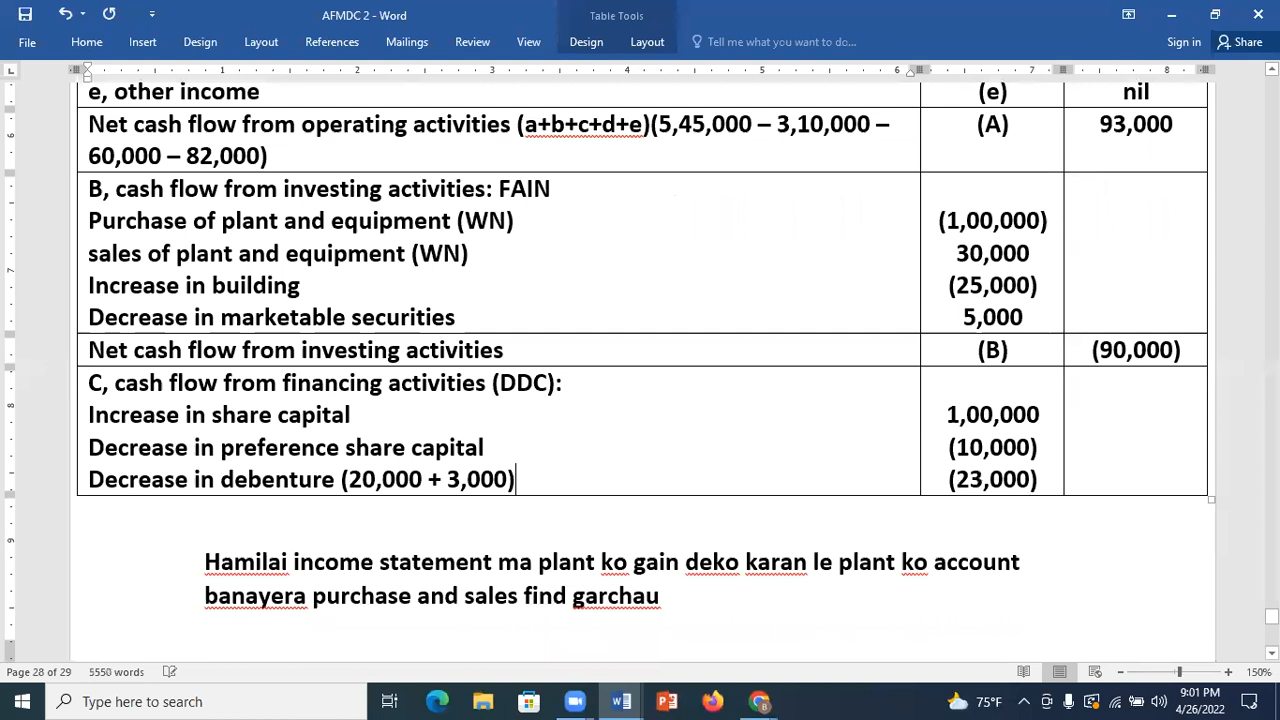 AFMDC 2 - Word
Table Tools
File Home Insert Design Layout References Mailings Review View Design Layout Tell me what you want to do... Sign in Share
1 2 3 4 5 6 7 8
e, other income (e) nil
Net cash flow from operating activities (a+b+c+d+e)(5,45,000 – 3,10,000 – (A) 93,000
60,000 – 82,000)
B, cash flow from investing activities: FAIN
Purchase of plant and equipment (WN) (1,00,000)
sales of plant and equipment (WN) 30,000
Increase in building (25,000)
Decrease in marketable securities 5,000
Net cash flow from investing activities (B) (90,000)
C, cash flow from financing activities (DDC):
Increase in share capital 1,00,000
Decrease in preference share capital (10,000)
Decrease in debenture (20,000 + 3,000) (23,000)
Hamilai income statement ma plant ko gain deko karan le plant ko account
banayera purchase and sales find garchau
Page 28 of 29 5550 words 150%
Type here to search 75°F 9:01 PM
4/26/2022